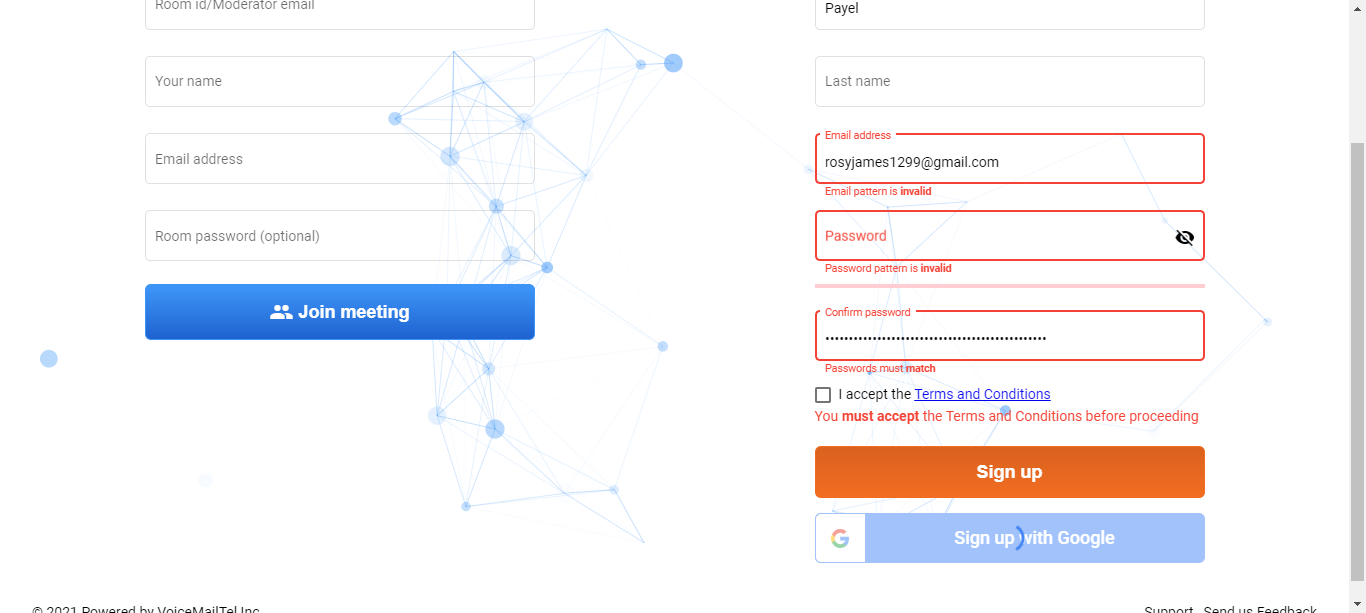 Room id/Moderator email
Your name
Email address
Room password (optional)
Join meeting
Payel
Last name
Email address
rosyjames1299@gmail.com
Email pattern is invalid
Password
Password pattern is invalid
Confirm password
Passwords must match
I accept the Terms and Conditions
You must accept the Terms and Conditions before proceeding
Sign up
Sign up with Google
© 2021 Powered by VoiceMailTel Inc
Support Send us Feedback